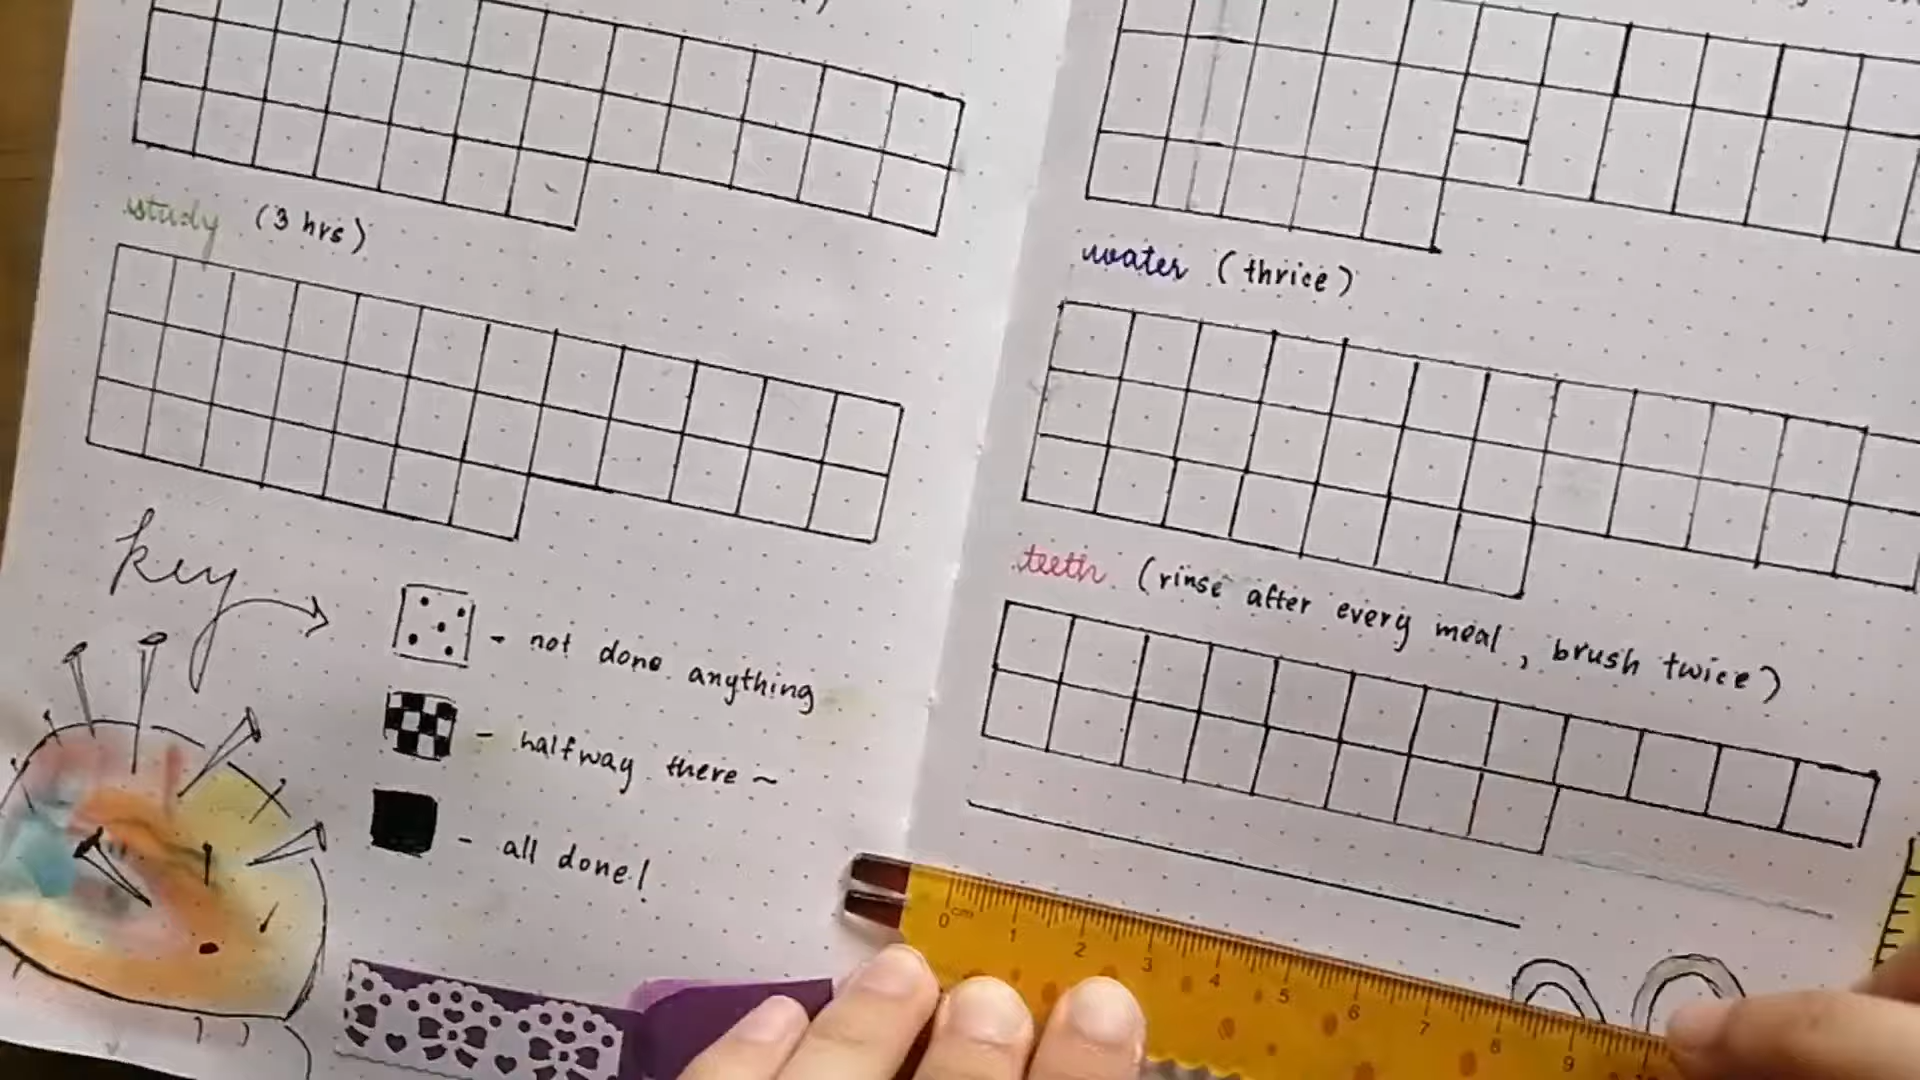 study (3 hrs)
key
- not done anything
- halfway there ~
- all done!
water (thrice)
teeth (rinse after every meal, brush twice)
0 cm 1 2 3 4 5 6 7 8 9